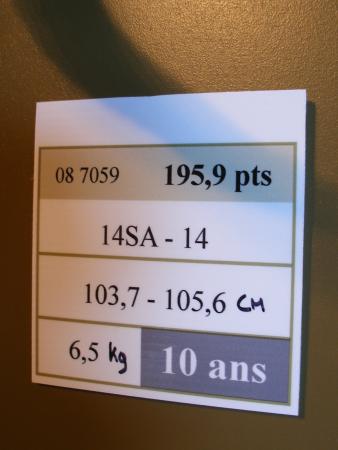 08 7059 195,9 pts
14SA - 14
103,7 - 105,6 CM
6,5 kg 10 ans